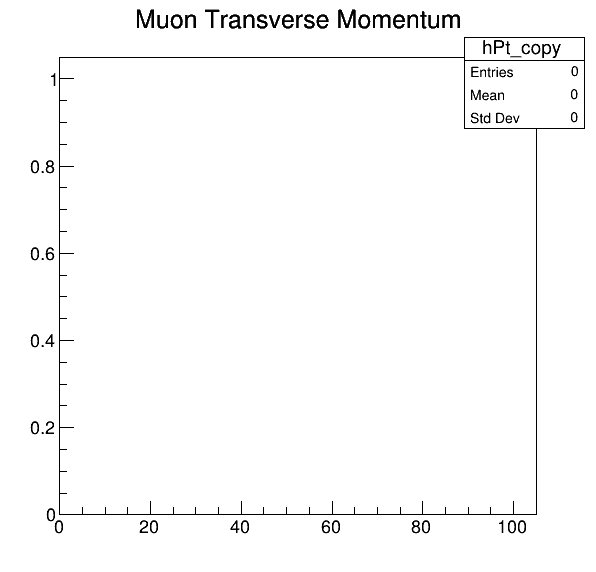 Muon Transverse Momentum
hPt_copy
Entries 0
Mean 0
Std Dev 0
1
0.8
0.6
0.4
0.2
0
0 20 40 60 80 100